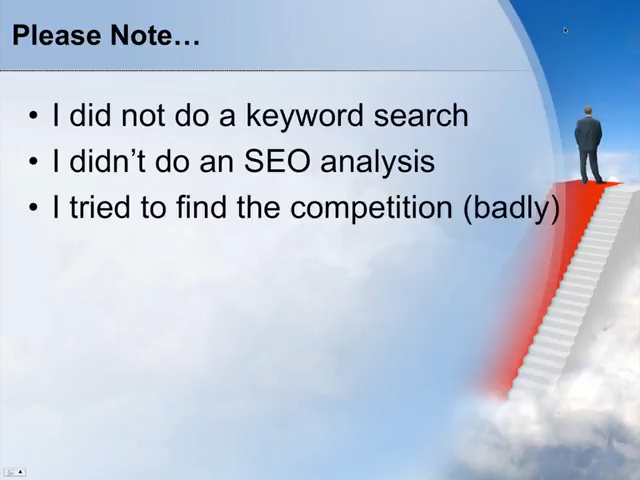 Please Note…
• I did not do a keyword search
• I didn’t do an SEO analysis
• I tried to find the competition (badly)